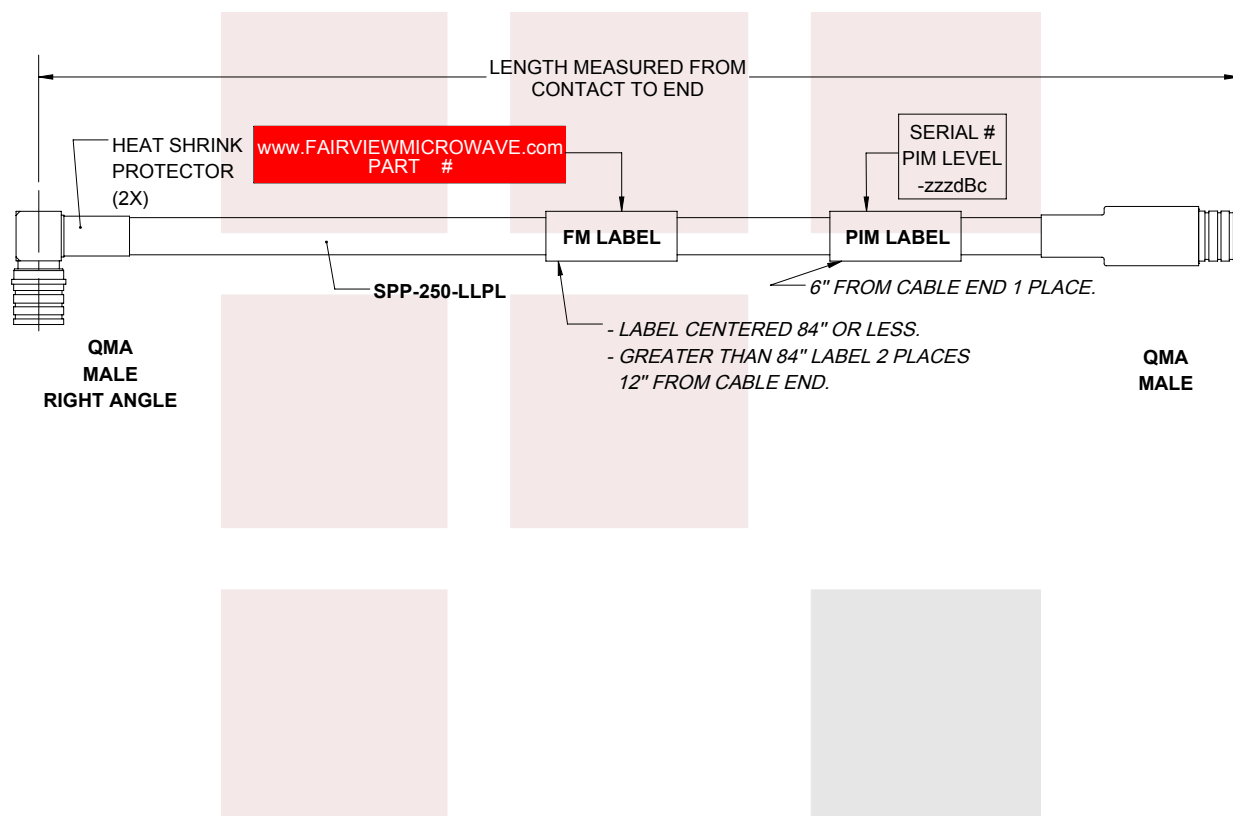 LENGTH MEASURED FROM
CONTACT TO END
HEAT SHRINK
PROTECTOR
(2X)
www.FAIRVIEWMICROWAVE.com
PART #
SERIAL #
PIM LEVEL
-zzzdBc
FM LABEL
PIM LABEL
SPP-250-LLPL
6" FROM CABLE END 1 PLACE.
- LABEL CENTERED 84" OR LESS.
- GREATER THAN 84" LABEL 2 PLACES
12" FROM CABLE END.
QMA
MALE
RIGHT ANGLE
QMA
MALE